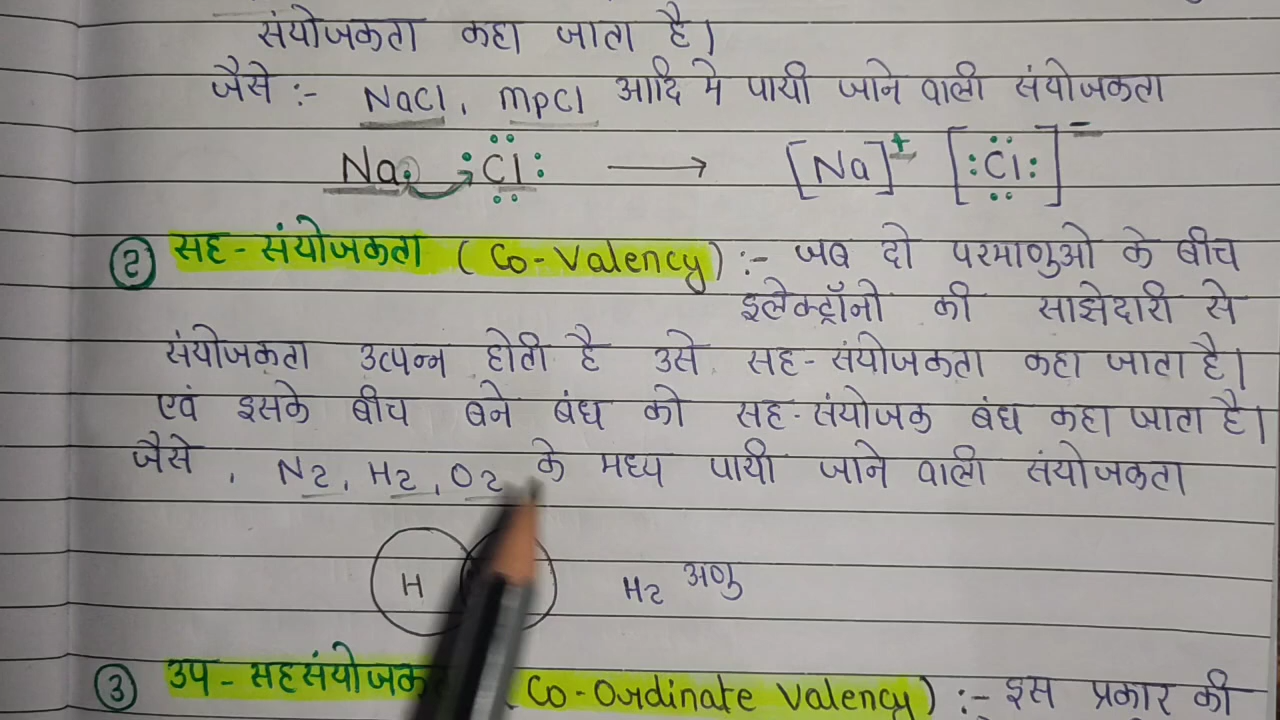 संयोजकता कहा जाता है।
जैसे :- NaCl, MpCl आदि मे पायी जाने वाली संयोजकता
Na Cl → [Na]+ [Cl]-
② सह-संयोजकता (Co-Valency) :- जब दो परमाणुओ के बीच
इलेक्ट्रॉनो की साझेदारी से
संयोजकता उत्पन्न होती है उसे सह-संयोजकता कहा जाता है।
एवं इसके बीच बने बंध को सह-संयोजक बंध कहा जाता है।
जैसे , N2, H2, O2 के मध्य पायी जाने वाली संयोजकता
H H2 अणु
③ उप-सहसंयोजक (Co-Ordinate Valency) :- इस प्रकार की